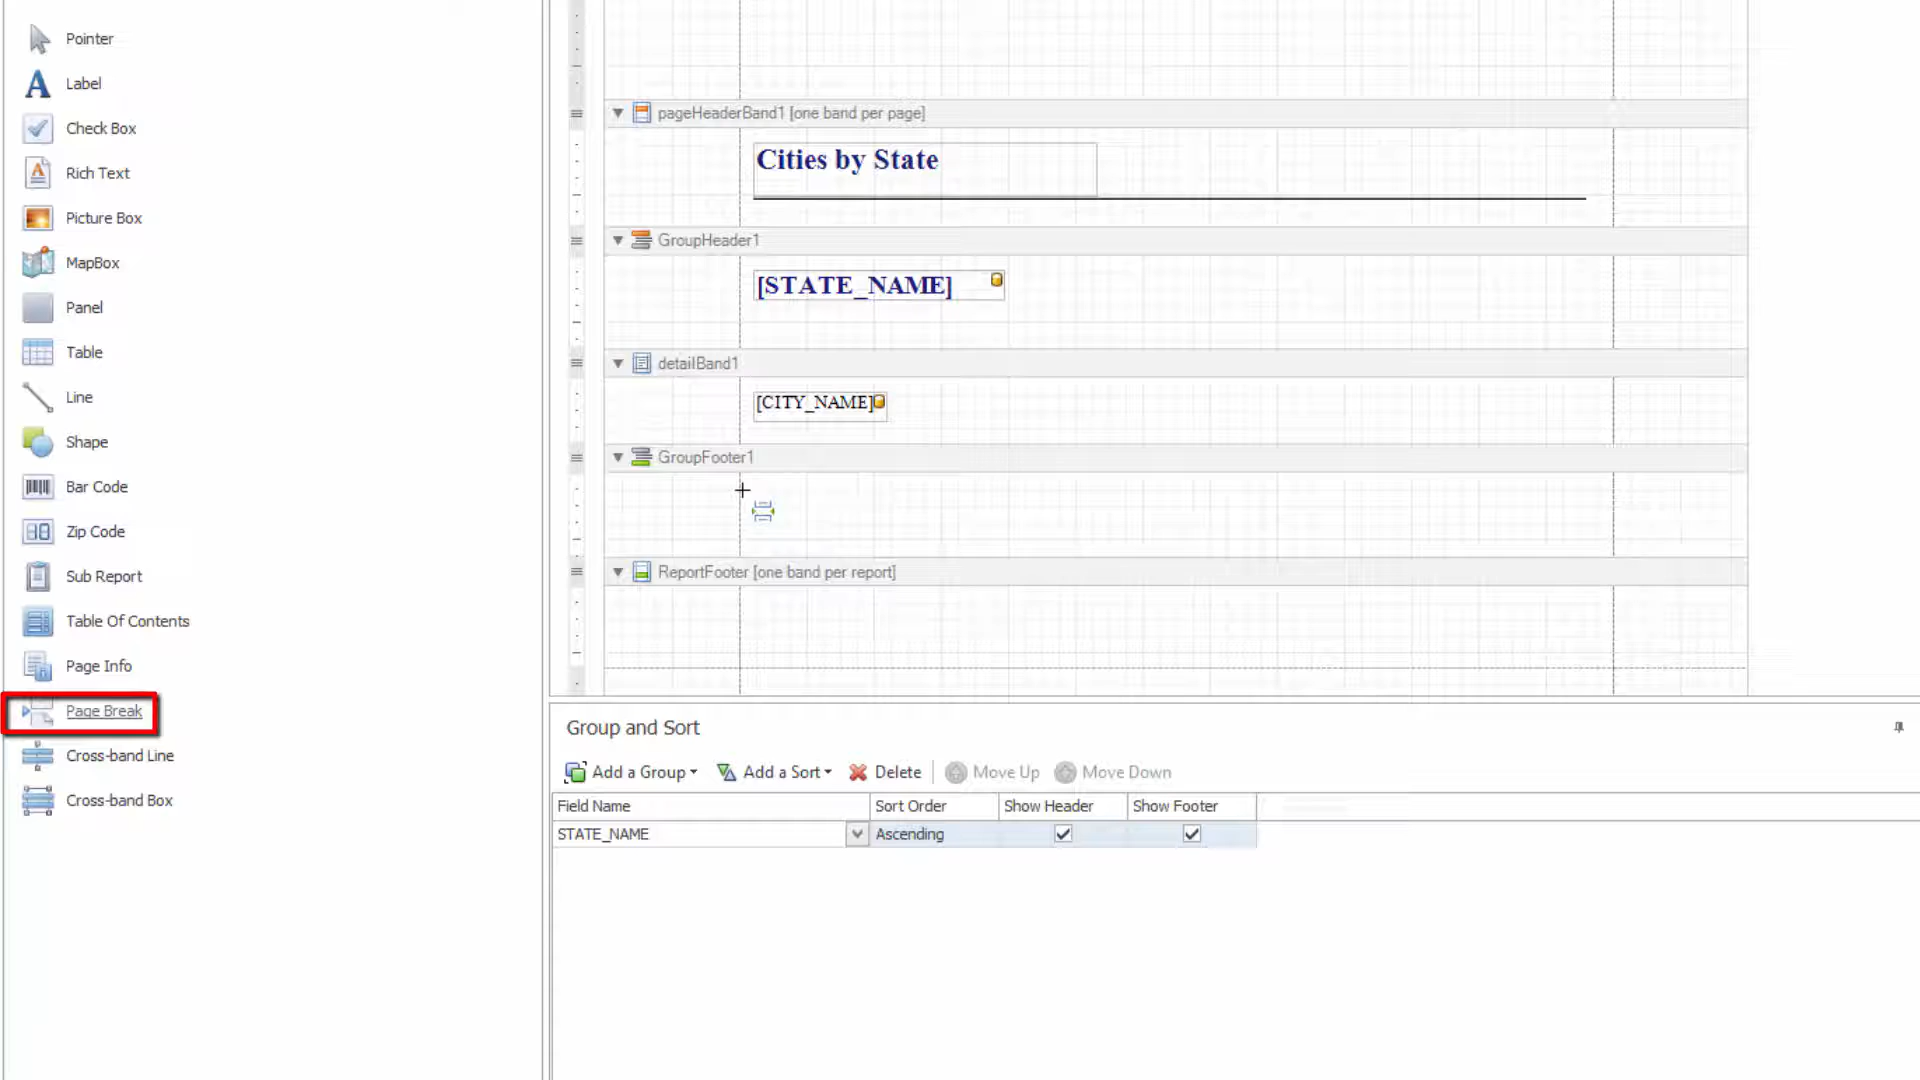 Pointer
Label
Check Box
Rich Text
Picture Box
MapBox
Panel
Table
Line
Shape
Bar Code
Zip Code
Sub Report
Table Of Contents
Page Info
Page Break
Cross-band Line
Cross-band Box
pageHeaderBand1 [one band per page]
Cities by State
GroupHeader1
[STATE_NAME]
detailBand1
[CITY_NAME]
GroupFooter1
ReportFooter [one band per report]
Group and Sort
Add a Group Add a Sort Delete Move Up Move Down
Field Name Sort Order Show Header Show Footer
STATE_NAME Ascending